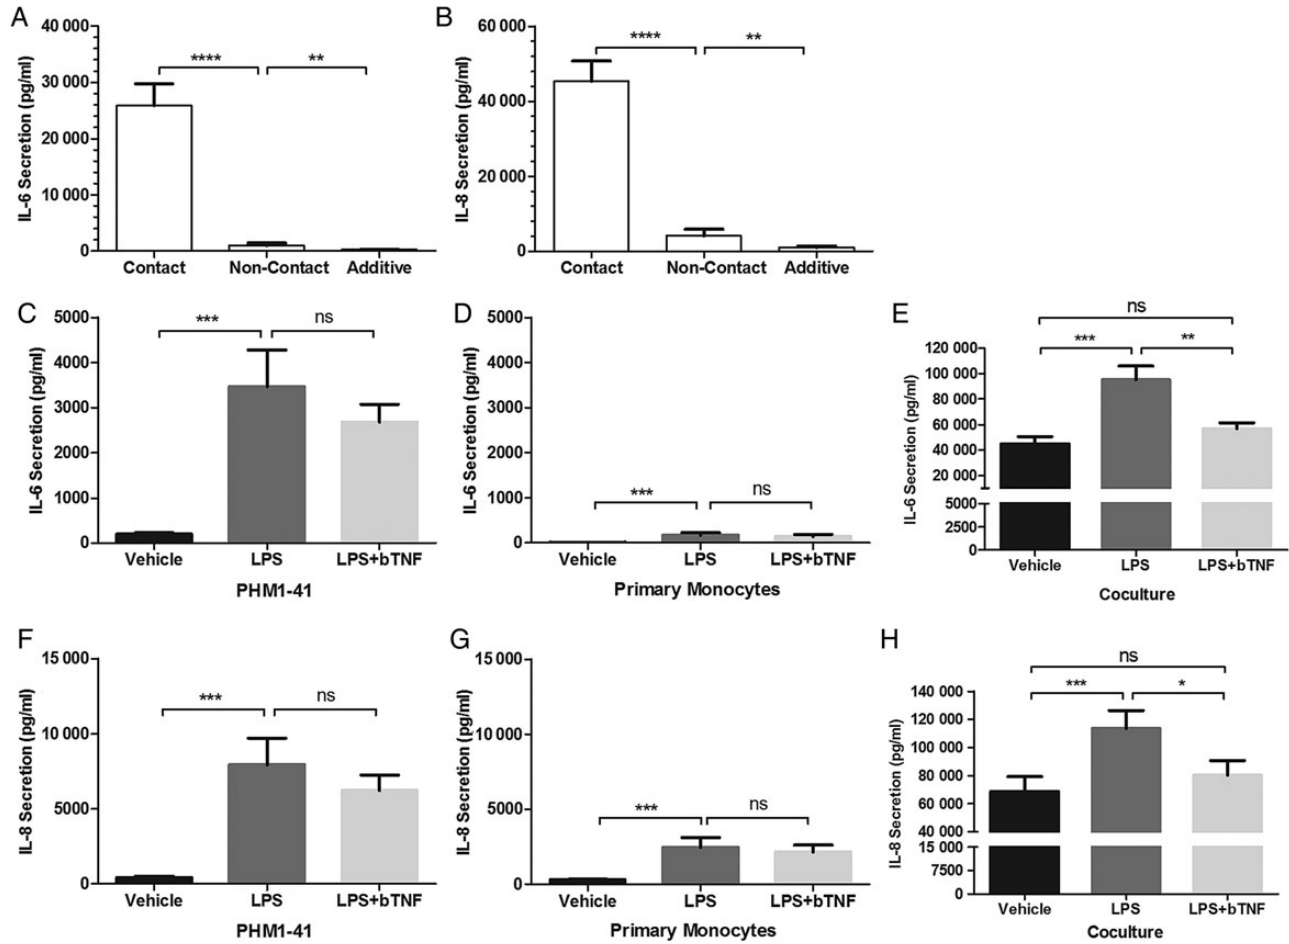 A
IL-6 Secretion (pg/ml)
40 000
30 000
20 000
10 000
0
**** **
Contact Non-Contact Additive
B
IL-8 Secretion (pg/ml)
60 000
40 000
20 000
0
**** **
Contact Non-Contact Additive
C
IL-6 Secretion (pg/ml)
5000
4000
3000
2000
1000
0
*** ns
Vehicle LPS LPS+bTNF
PHM1-41
D
IL-6 Secretion (pg/ml)
5000
4000
3000
2000
1000
0
*** ns
Vehicle LPS LPS+bTNF
Primary Monocytes
E
IL-6 Secretion (pg/ml)
120 000
100 000
80 000
60 000
40 000
20 000
5000
2500
0
ns
*** **
Vehicle LPS LPS+bTNF
Coculture
F
IL-8 Secretion (pg/ml)
15 000
10 000
5000
0
*** ns
Vehicle LPS LPS+bTNF
PHM1-41
G
IL-8 Secretion (pg/ml)
15 000
10 000
5000
0
*** ns
Vehicle LPS LPS+bTNF
Primary Monocytes
H
IL-8 Secretion (pg/ml)
140 000
120 000
100 000
80 000
60 000
40 000
15 000
7500
0
ns
*** *
Vehicle LPS LPS+bTNF
Coculture